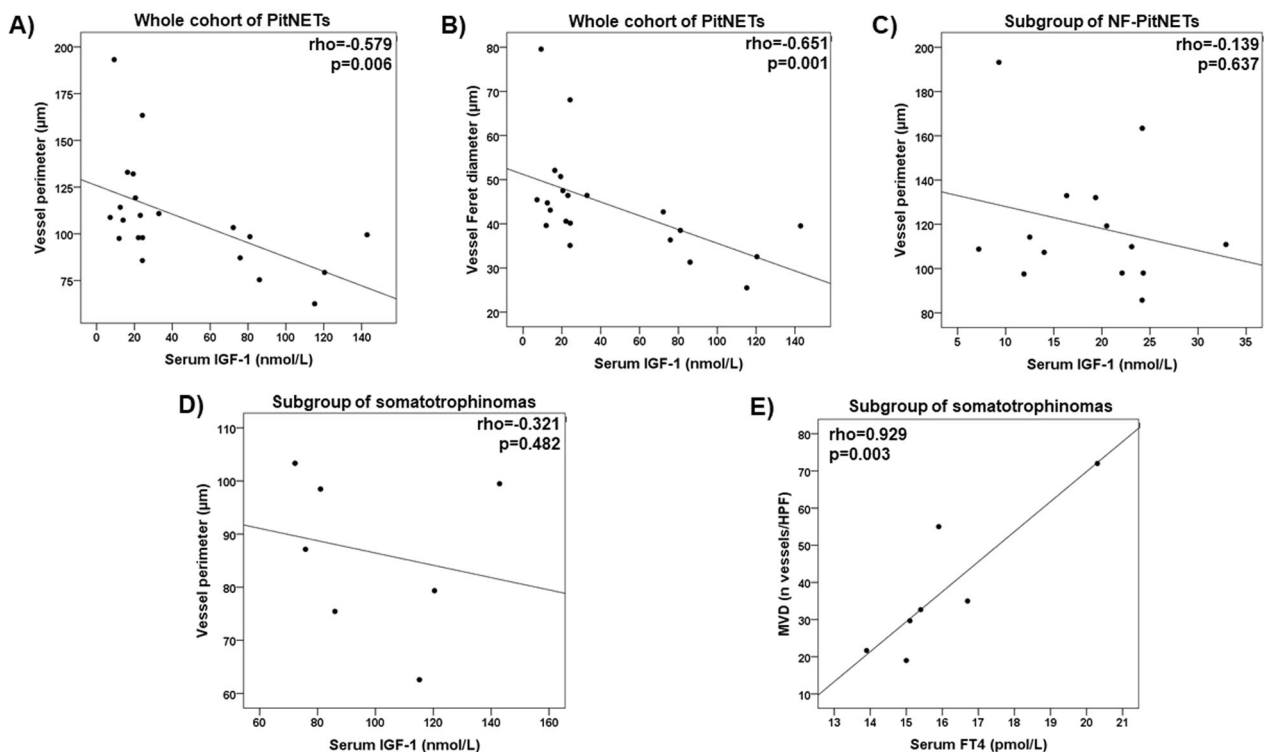 A)
Whole cohort of PitNETs
rho=-0.579
p=0.006
200
175
150
125
100
75
Vessel perimeter (µm)
0 20 40 60 80 100 120 140
Serum IGF-1 (nmol/L)
B)
Whole cohort of PitNETs
rho=-0.651
p=0.001
80
70
60
50
40
30
20
Vessel Feret diameter (µm)
0 20 40 60 80 100 120 140
Serum IGF-1 (nmol/L)
C)
Subgroup of NF-PitNETs
rho=-0.139
p=0.637
200
180
160
140
120
100
80
Vessel perimeter (µm)
5 10 15 20 25 30 35
Serum IGF-1 (nmol/L)
D)
Subgroup of somatotrophinomas
rho=-0.321
p=0.482
110
100
90
80
70
60
Vessel perimeter (µm)
60 80 100 120 140 160
Serum IGF-1 (nmol/L)
E)
Subgroup of somatotrophinomas
rho=0.929
p=0.003
80
70
60
50
40
30
20
10
MVD (n vessels/HPF)
13 14 15 16 17 18 19 20 21
Serum FT4 (pmol/L)